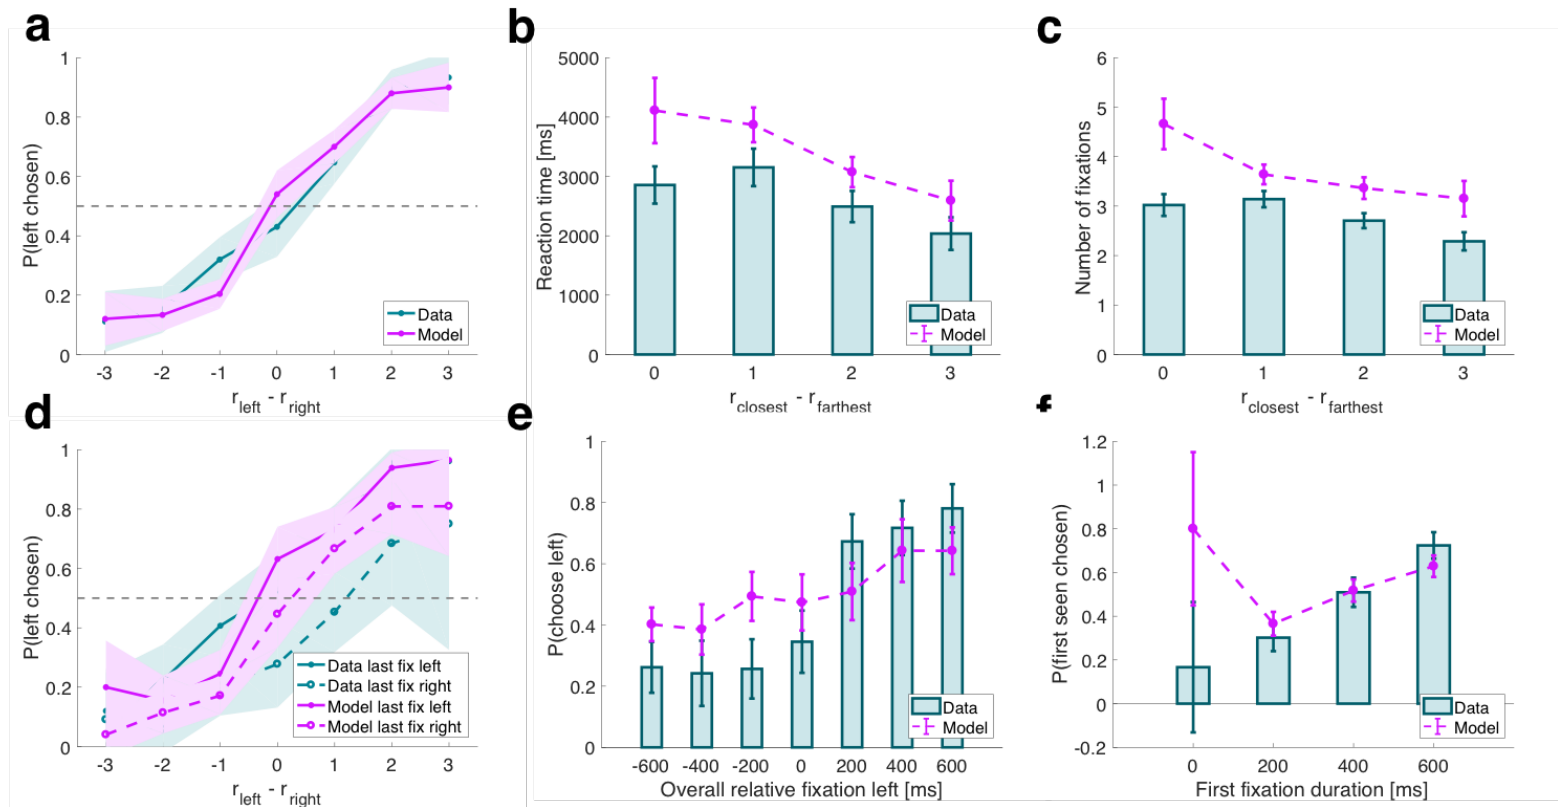 a
1
0.8
0.6
0.4
0.2
0
P(left chosen)
Data
Model
-3 -2 -1 0 1 2 3
r_left - r_right
b
5000
4000
3000
2000
1000
0
Reaction time [ms]
Data
Model
0 1 2 3
r_closest - r_farthest
c
6
5
4
3
2
1
0
Number of fixations
Data
Model
0 1 2 3
r_closest - r_farthest
d
1
0.8
0.6
0.4
0.2
0
P(left chosen)
Data last fix left
Data last fix right
Model last fix left
Model last fix right
-3 -2 -1 0 1 2 3
r_left - r_right
e
1
0.8
0.6
0.4
0.2
0
P(choose left)
Data
Model
-600 -400 -200 0 200 400 600
Overall relative fixation left [ms]
f
1.2
1
0.8
0.6
0.4
0.2
0
-0.2
P(first seen chosen)
Data
Model
0 200 400 600
First fixation duration [ms]